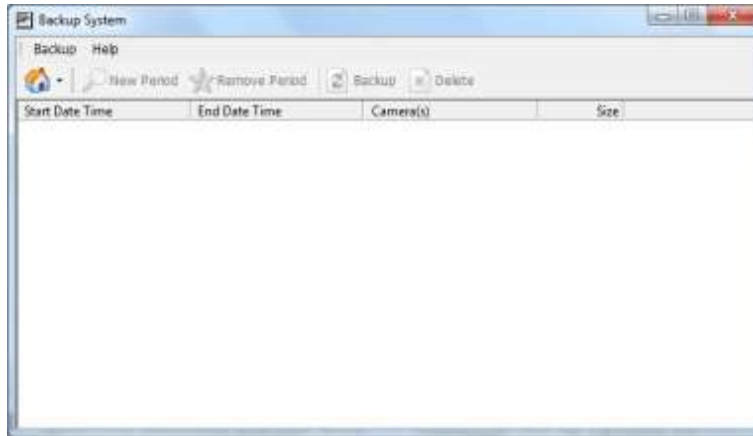 Backup System
Backup Help
New Period Remove Period Backup Delete
Start Date Time End Date Time Camera(s) Size